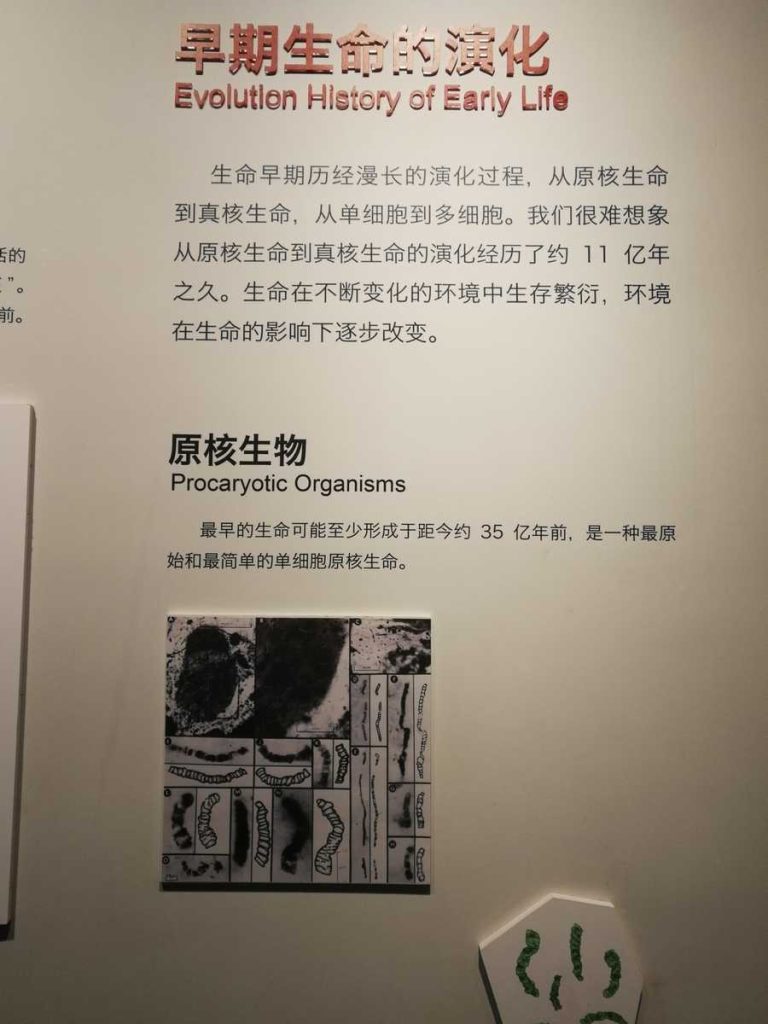 早期生命的演化
Evolution History of Early Life
生命早期历经漫长的演化过程，从原核生命
到真核生命，从单细胞到多细胞。我们很难想象
从原核生命到真核生命的演化经历了约 11 亿年
之久。生命在不断变化的环境中生存繁衍，环境
在生命的影响下逐步改变。
活的
”。
前。
原核生物
Procaryotic Organisms
最早的生命可能至少形成于距今约 35 亿年前，是一种最原
始和最简单的单细胞原核生命。